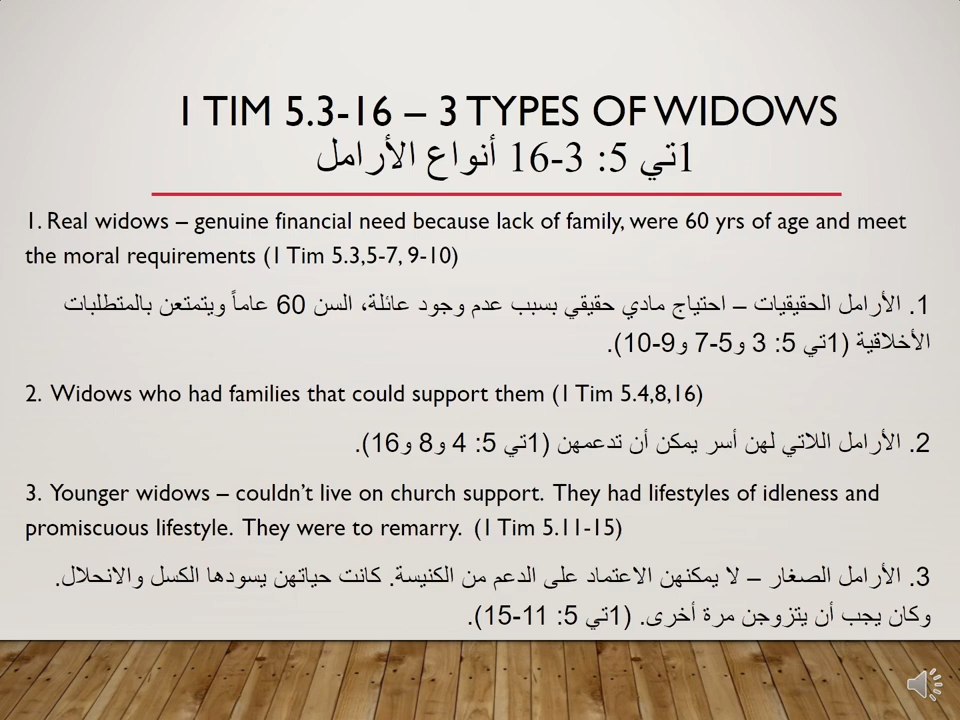 1 TIM 5.3-16 – 3 TYPES OF WIDOWS
1تي 5: 3-16 أنواع الأرامل
1. Real widows – genuine financial need because lack of family, were 60 yrs of age and meet
the moral requirements (1 Tim 5.3,5-7, 9-10)
1. الأرامل الحقيقيات – احتياج مادي حقيقي بسبب عدم وجود عائلة، السن 60 عاماً ويتمتعن بالمتطلبات
الأخلاقية (1تي 5: 3 و5-7 و9-10).
2. Widows who had families that could support them (1 Tim 5.4,8,16)
2. الأرامل اللاتي لهن أسر يمكن أن تدعمهن (1تي 5: 4 و8 و16).
3. Younger widows – couldn't live on church support. They had lifestyles of idleness and
promiscuous lifestyle. They were to remarry. (1 Tim 5.11-15)
3. الأرامل الصغار – لا يمكنهن الاعتماد على الدعم من الكنيسة. كانت حياتهن يسودها الكسل والانحلال.
وكان يجب أن يتزوجن مرة أخرى. (1تي 5: 11-15).